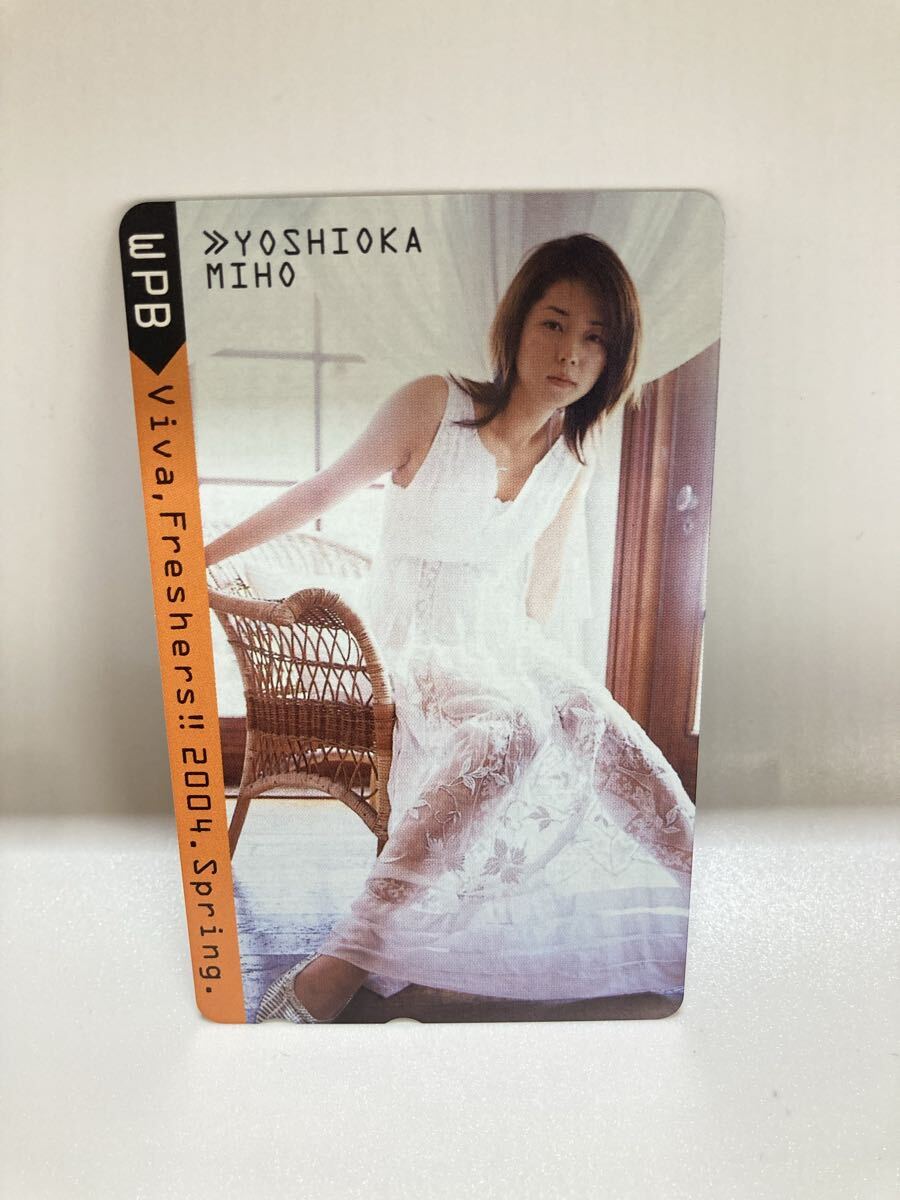 WPB
»YOSHIOKA
MIHO
Viva,Freshers!! 2004.Spring.